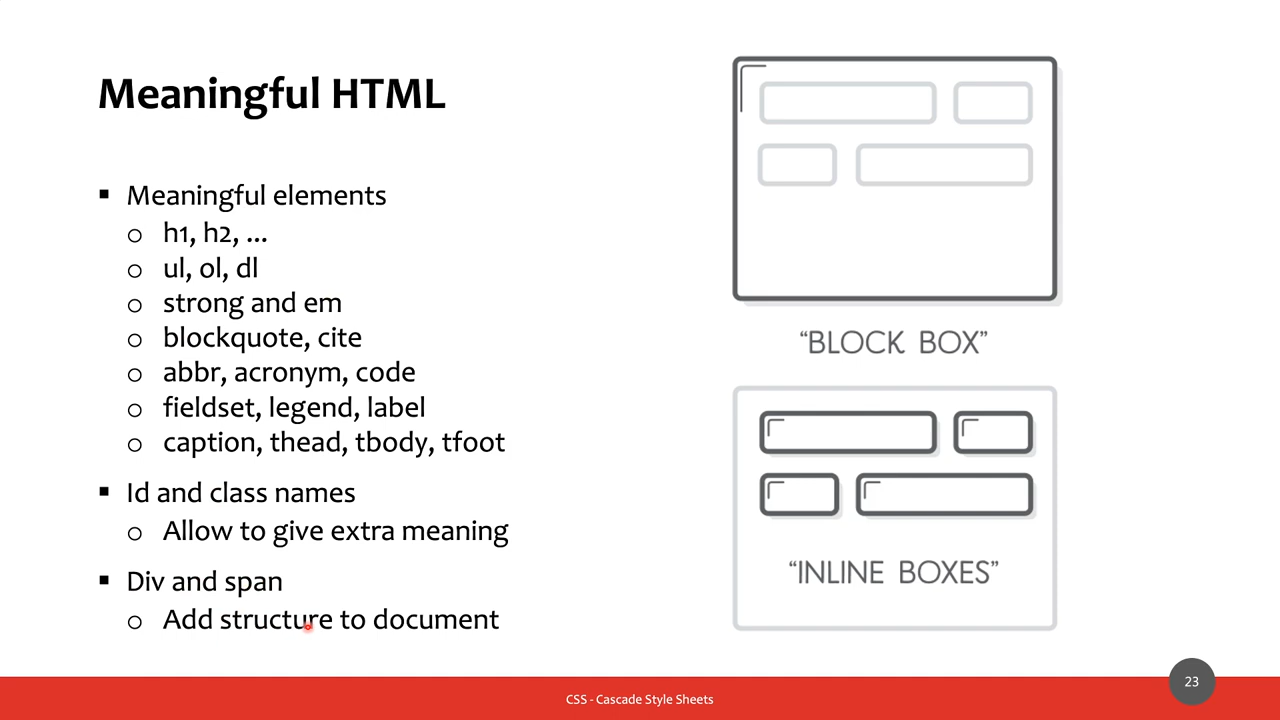 Meaningful HTML
▪ Meaningful elements
o h1, h2, ...
o ul, ol, dl
o strong and em
o blockquote, cite
o abbr, acronym, code
o fieldset, legend, label
o caption, thead, tbody, tfoot
▪ Id and class names
o Allow to give extra meaning
▪ Div and span
o Add structure to document
“BLOCK BOX”
“INLINE BOXES”
CSS - Cascade Style Sheets
23